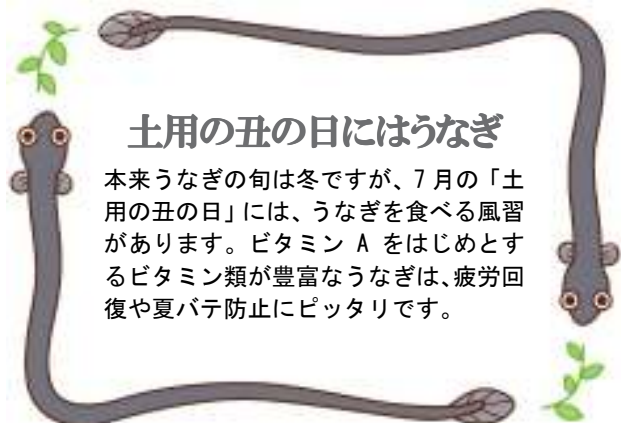 土用の丑の日にはうなぎ
本来うなぎの旬は冬ですが、7月の「土
用の丑の日」には、うなぎを食べる風習
があります。ビタミン A をはじめとす
るビタミン類が豊富なうなぎは、疲労回
復や夏バテ防止にピッタリです。